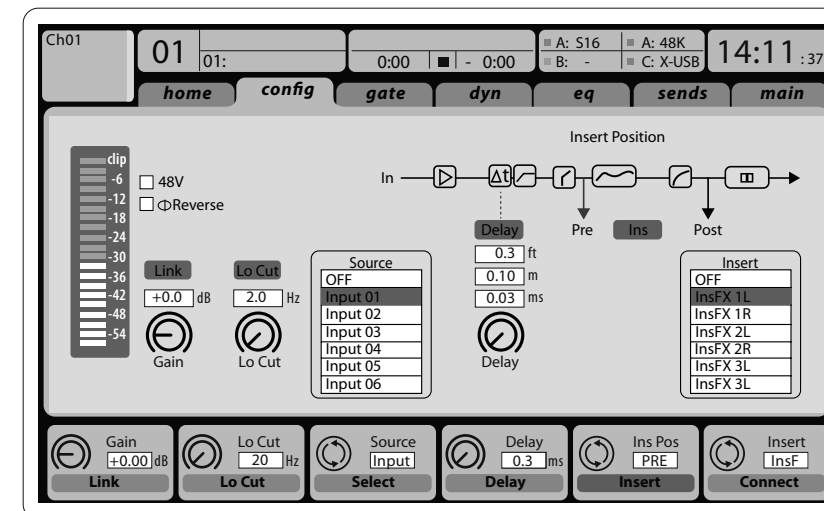 Ch01
01
01:
0:00 - 0:00
A: S16
B: -
A: 48K
C: X-USB
14:11 :37
home config gate dyn eq sends main
Insert Position
clip
-6
-12
-18
-24
-30
-36
-42
-48
-54
48V
ΦReverse
In
Pre Ins Post
Link
+0.0 dB
Gain
Lo Cut
2.0 Hz
Lo Cut
Source
OFF
Input 01
Input 02
Input 03
Input 04
Input 05
Input 06
Δt
Delay
0.3 ft
0.10 m
0.03 ms
Delay
Insert
OFF
InsFX 1L
InsFX 1R
InsFX 2L
InsFX 2R
InsFX 3L
InsFX 3L
Gain
+0.00 dB
Link
Lo Cut
20 Hz
Lo Cut
Source
Input
Select
Delay
0.3 ms
Delay
Ins Pos
PRE
Insert
Insert
InsF
Connect